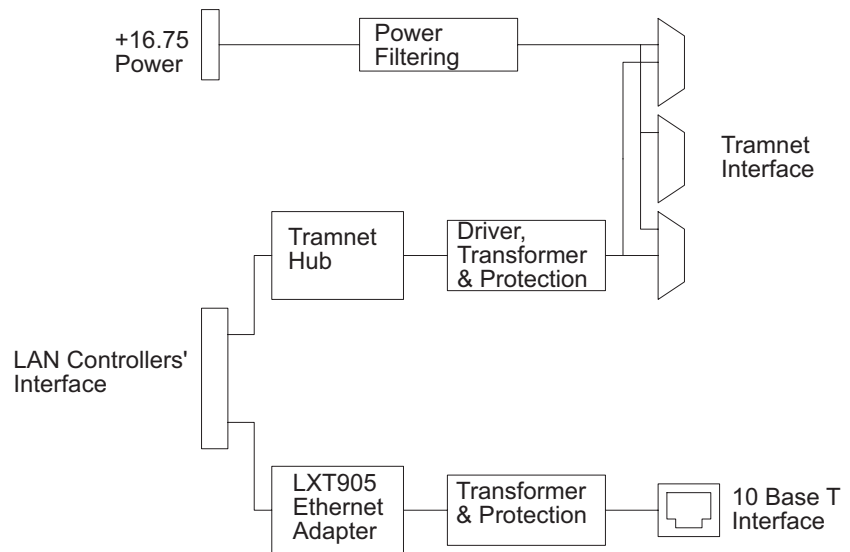 +16.75
Power
Power
Filtering
Tramnet
Interface
Tramnet
Hub
Driver,
Transformer
& Protection
LAN Controllers'
Interface
LXT905
Ethernet
Adapter
Transformer
& Protection
10 Base T
Interface